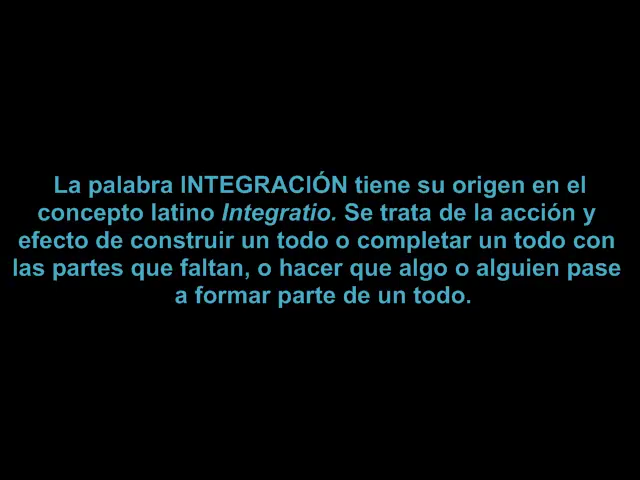 La palabra INTEGRACIÓN tiene su origen en el
concepto latino Integratio. Se trata de la acción y
efecto de construir un todo o completar un todo con
las partes que faltan, o hacer que algo o alguien pase
a formar parte de un todo.